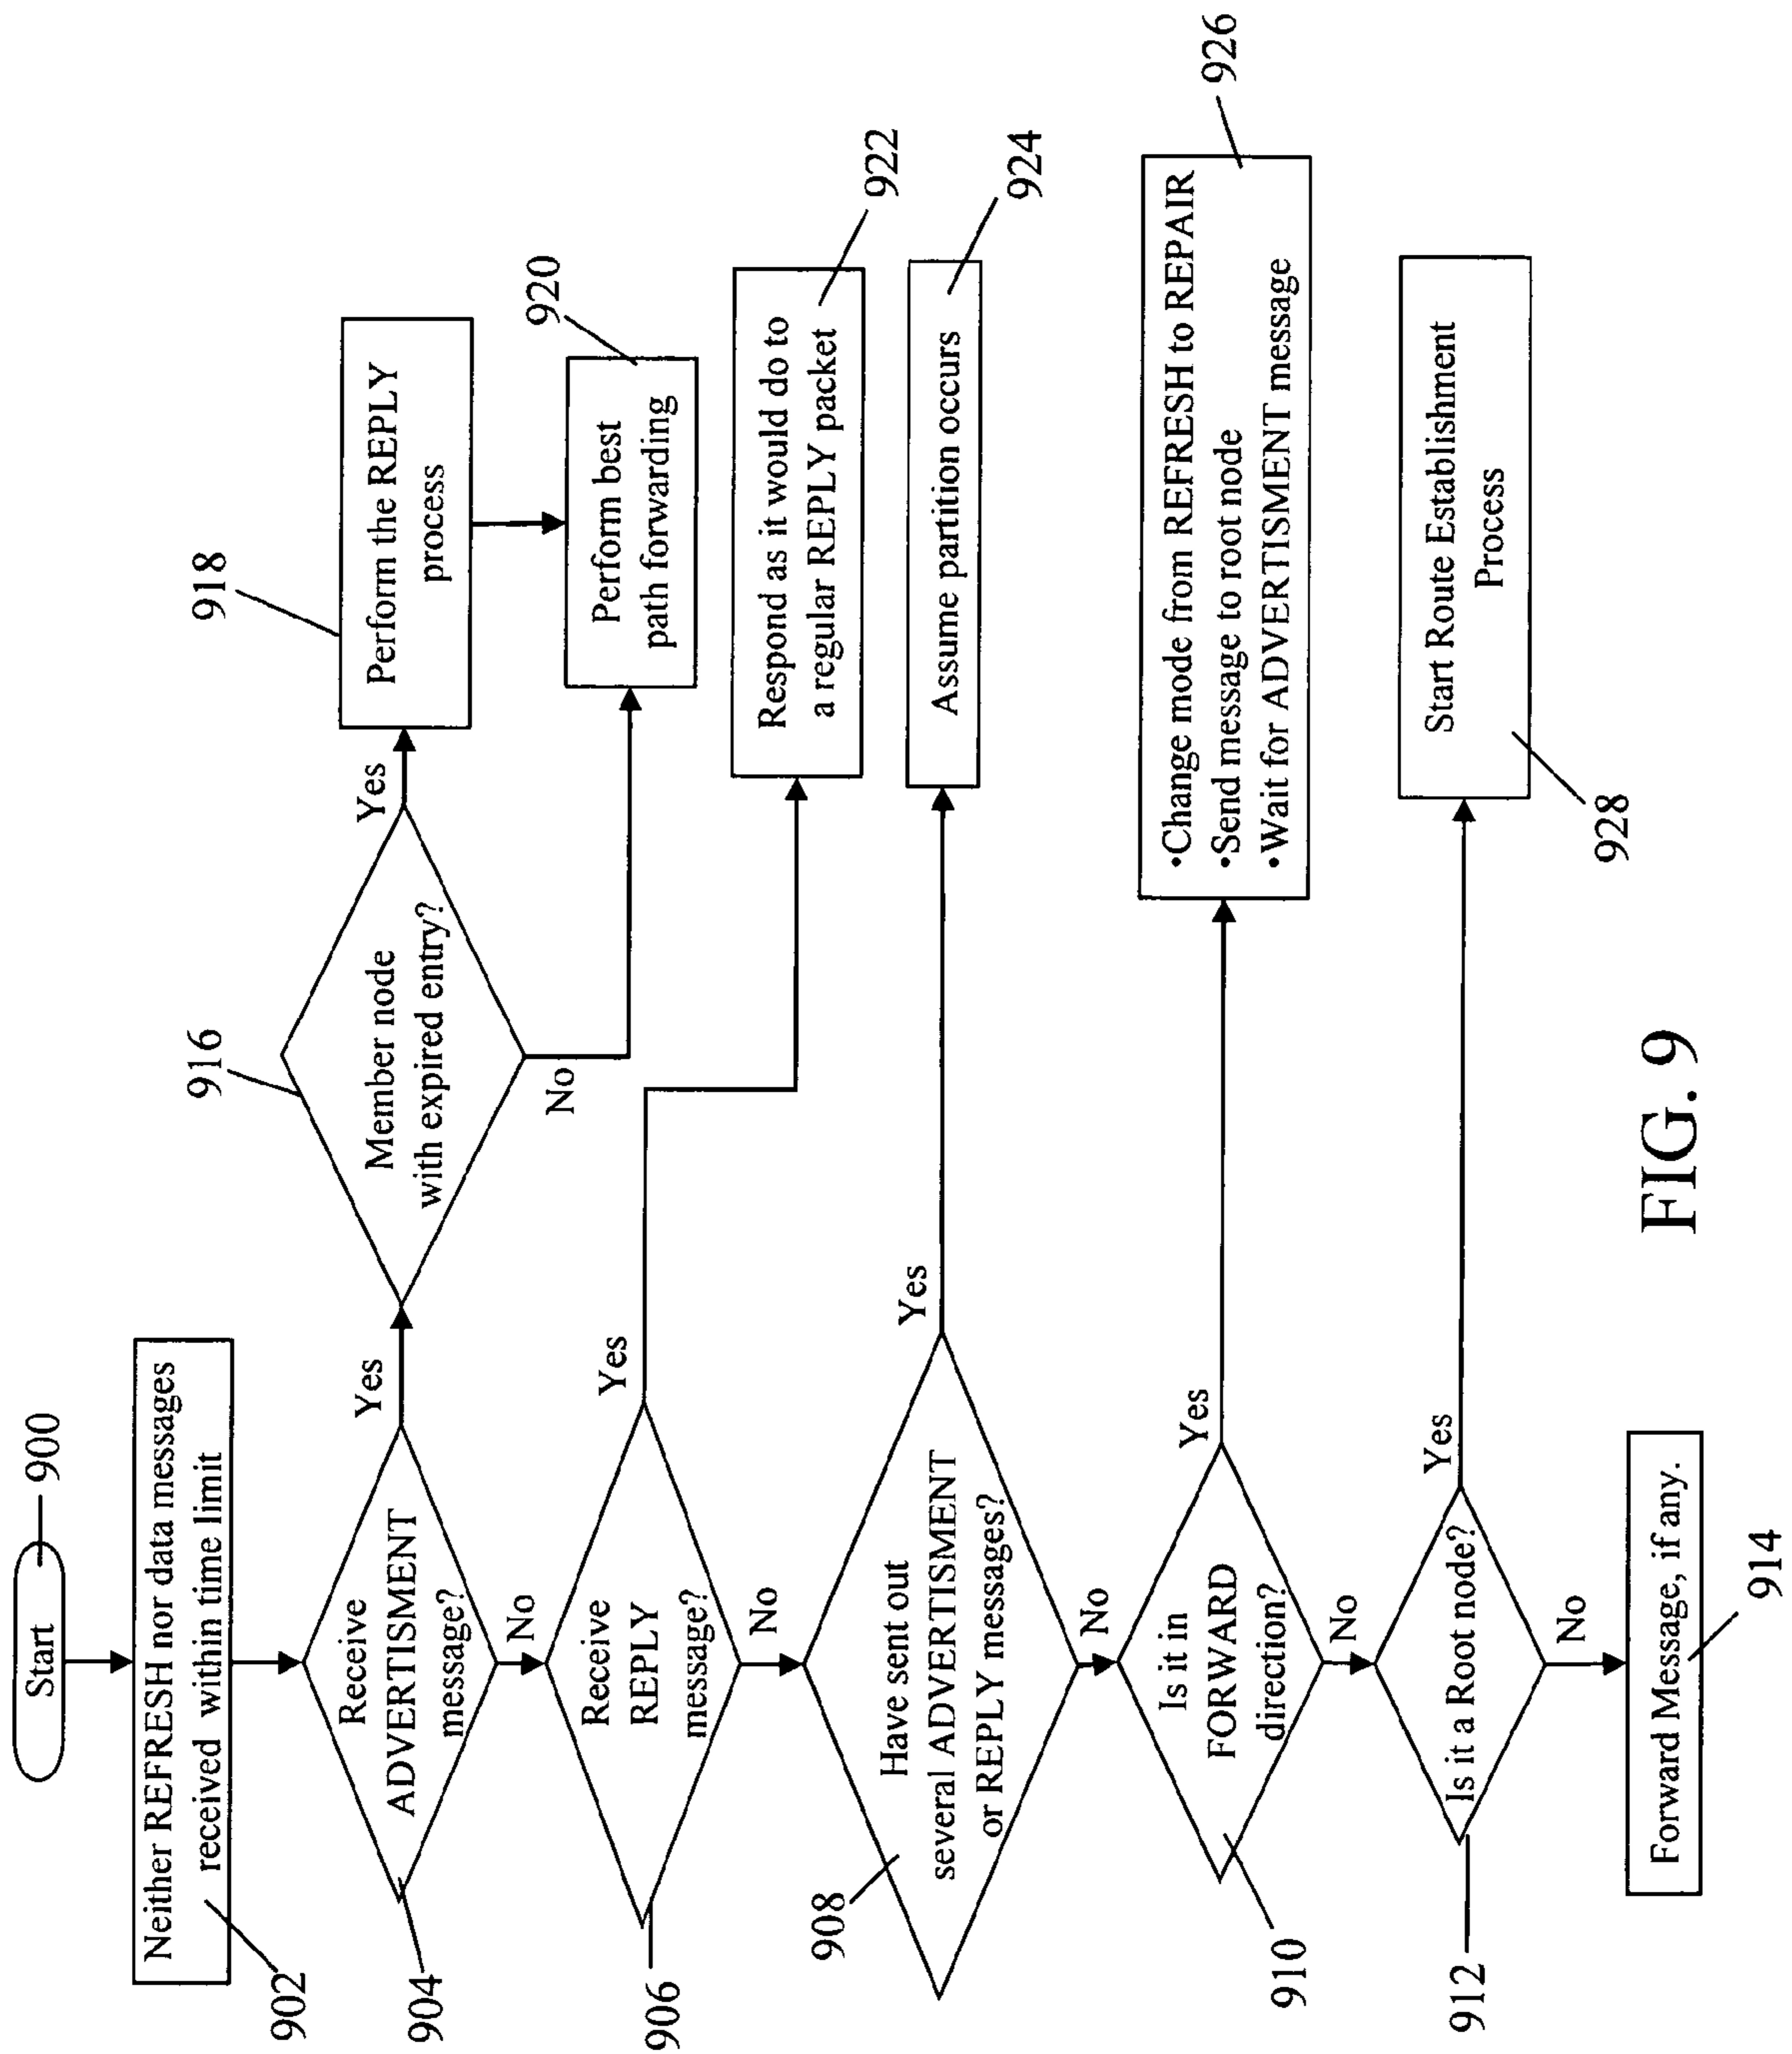 Start
900
Neither REFRESH nor data messages
received within time limit
902
Receive
ADVERTISMENT
message?
904
Yes
No
Member node
with expired entry?
916
Yes
No
Perform the REPLY
process
918
Perform best
path forwarding
920
Receive
REPLY
message?
906
Yes
No
Respond as it would do to
a regular REPLY packet
922
Have sent out
several ADVERTISMENT
or REPLY messages?
908
Yes
No
Assume partition occurs
924
Is it in
FORWARD
direction?
910
Yes
No
•Change mode from REFRESH to REPAIR
•Send message to root node
•Wait for ADVERTISMENT message
926
Is it a Root node?
912
Yes
No
Start Route Establishment
Process
928
Forward Message, if any.
914
FIG. 9